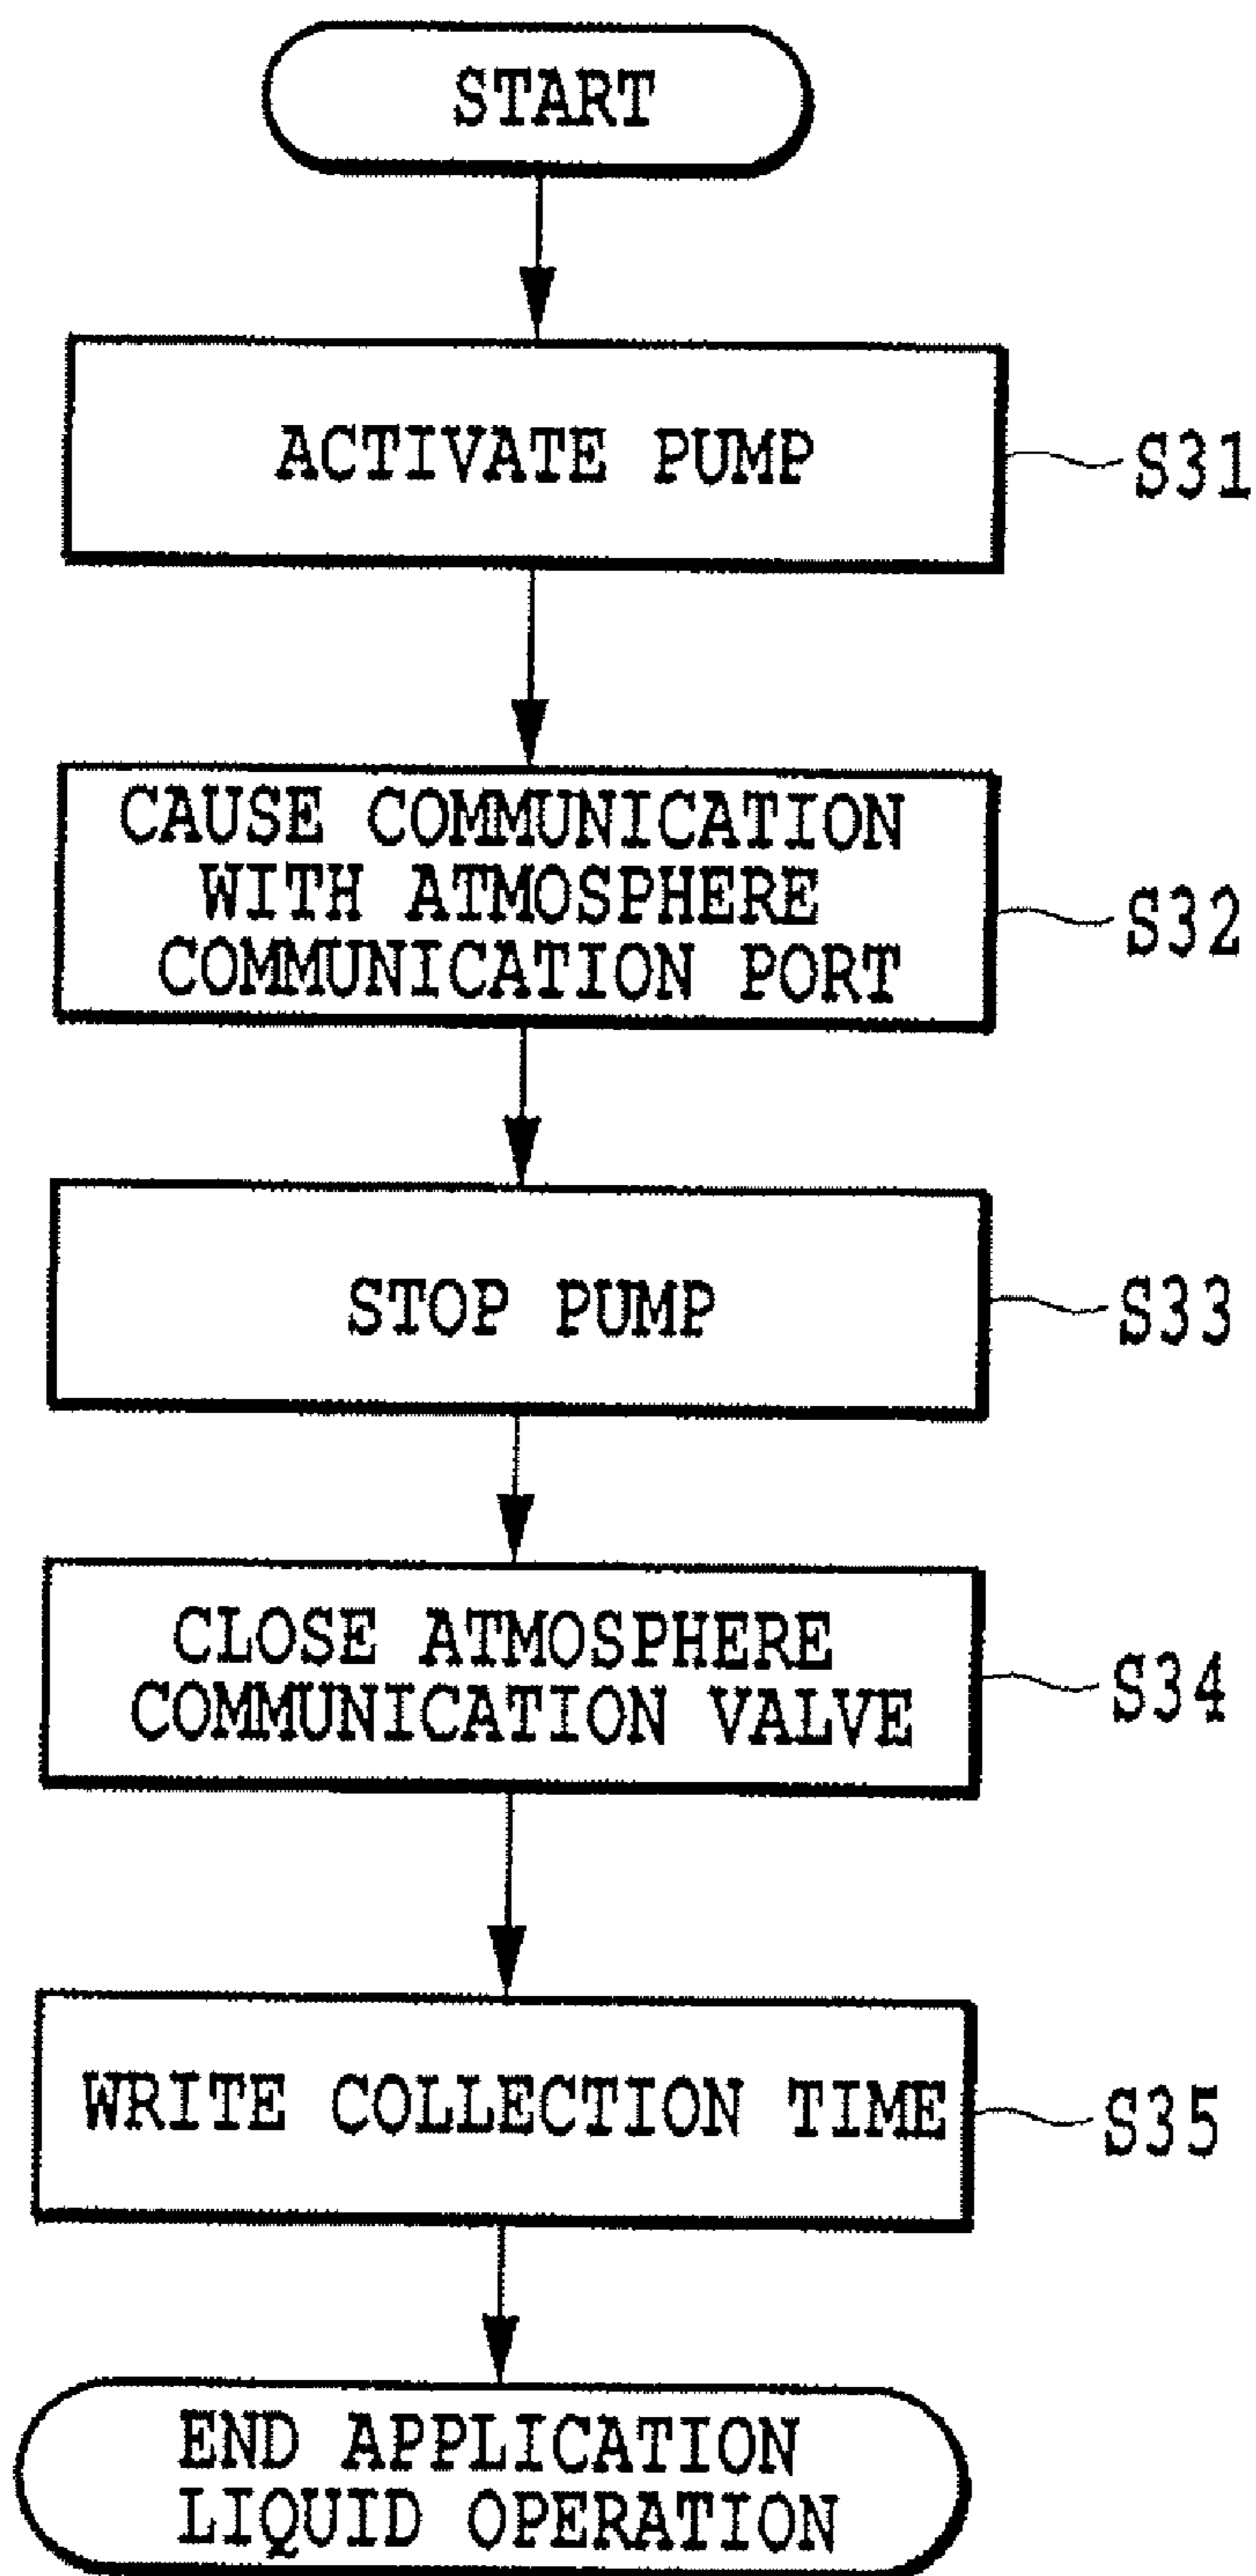 START
ACTIVATE PUMP
S31
CAUSE COMMUNICATION
WITH ATMOSPHERE
COMMUNICATION PORT
S32
STOP PUMP
S33
CLOSE ATMOSPHERE
COMMUNICATION VALVE
S34
WRITE COLLECTION TIME
S35
END APPLICATION
LIQUID OPERATION